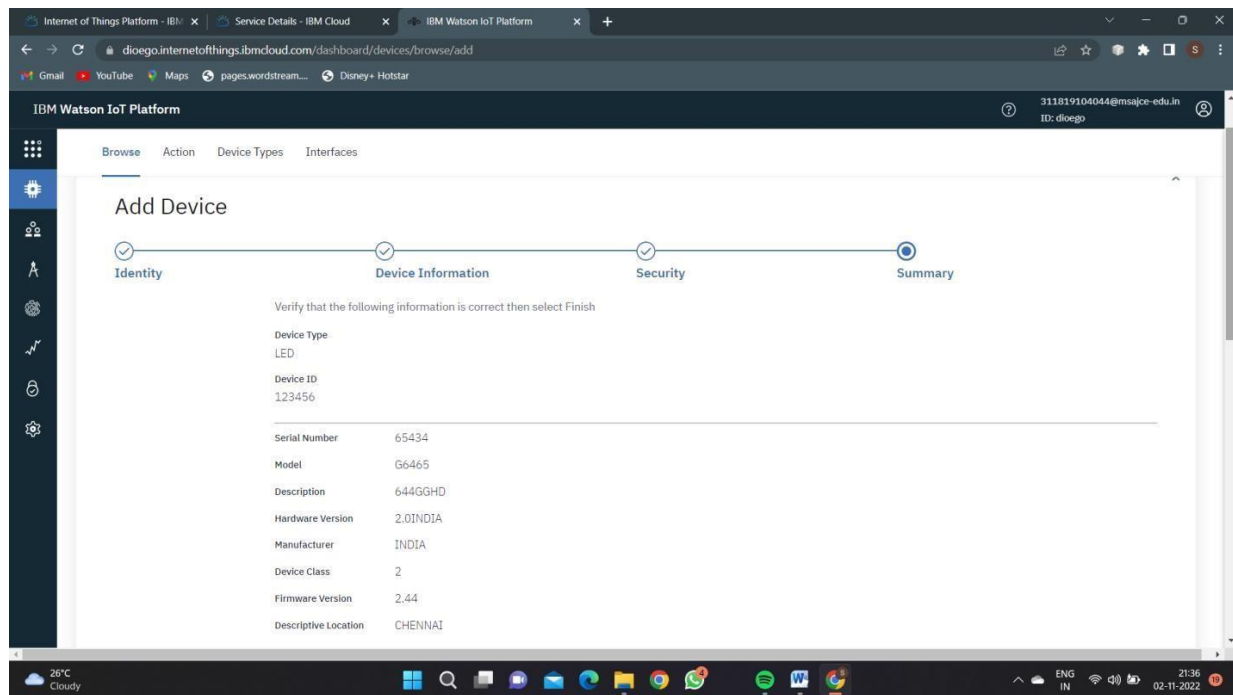 Internet of Things Platform - IBM Service Details - IBM Cloud IBM Watson IoT Platform
dioego.internetofthings.ibmcloud.com/dashboard/devices/browse/add S
Gmail YouTube Maps pages.wordstream.... Disney+ Hotstar
IBM Watson IoT Platform
311819104044@msajce-edu.in
ID: dioego
Browse Action Device Types Interfaces
Add Device
Identity Device Information Security Summary
Verify that the following information is correct then select Finish
Device Type
LED
Device ID
123456
Serial Number 65434
Model G6465
Description 644GGHD
Hardware Version 2.0INDIA
Manufacturer INDIA
Device Class 2
Firmware Version 2.44
Descriptive Location CHENNAI
26°C
Cloudy
4
W
S
ENG
IN
21:36
02-11-2022
19